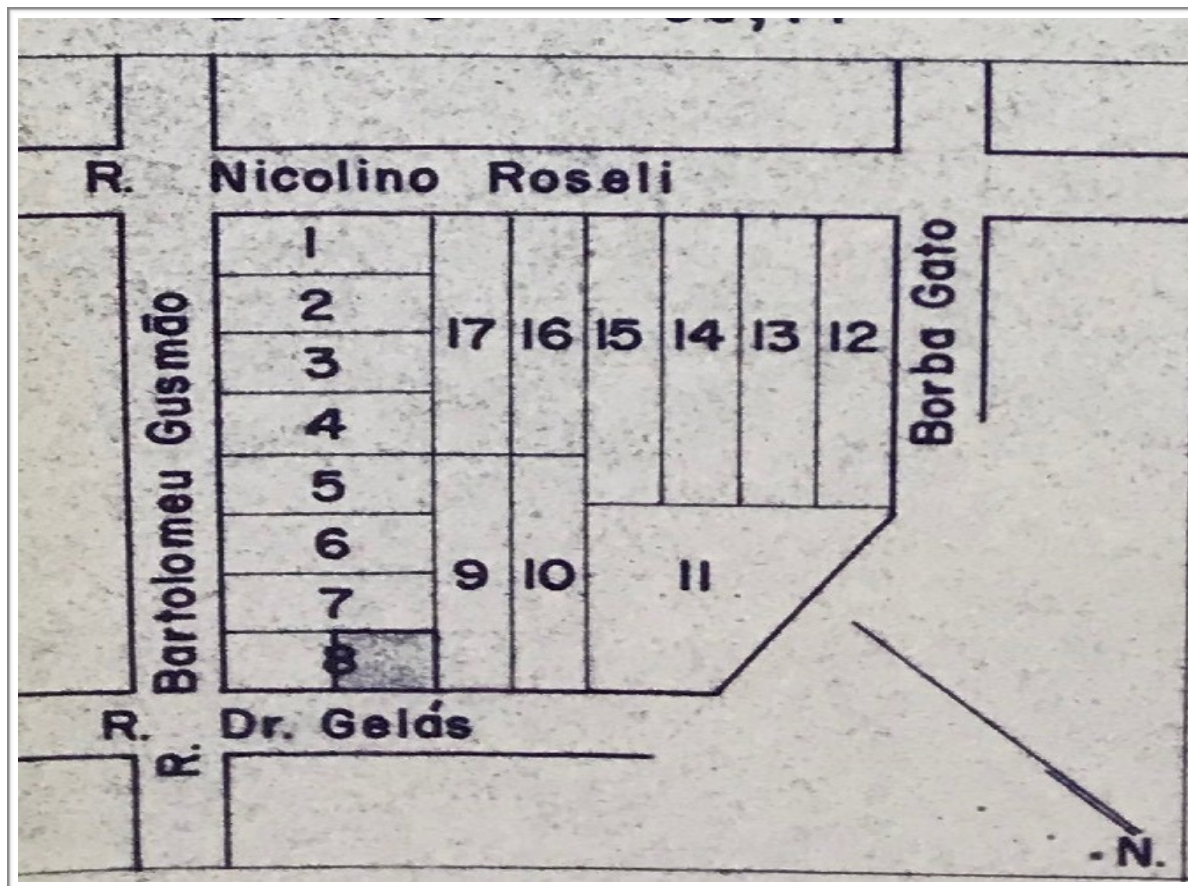 R. Nicolino Roseli
1
2
3
4
5
6
7
8
17 16 15 14 13 12
9 10 11
R. Bartolomeu Gusmão
Borba Gato
R. Dr. Gelás
N.